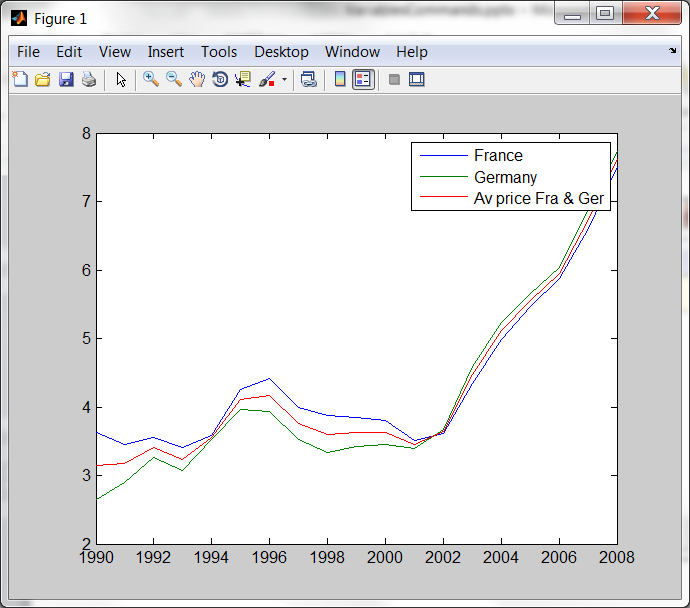 Figure 1
File Edit View Insert Tools Desktop Window Help
8
7
6
5
4
3
2
1990 1992 1994 1996 1998 2000 2002 2004 2006 2008
France
Germany
Av price Fra & Ger